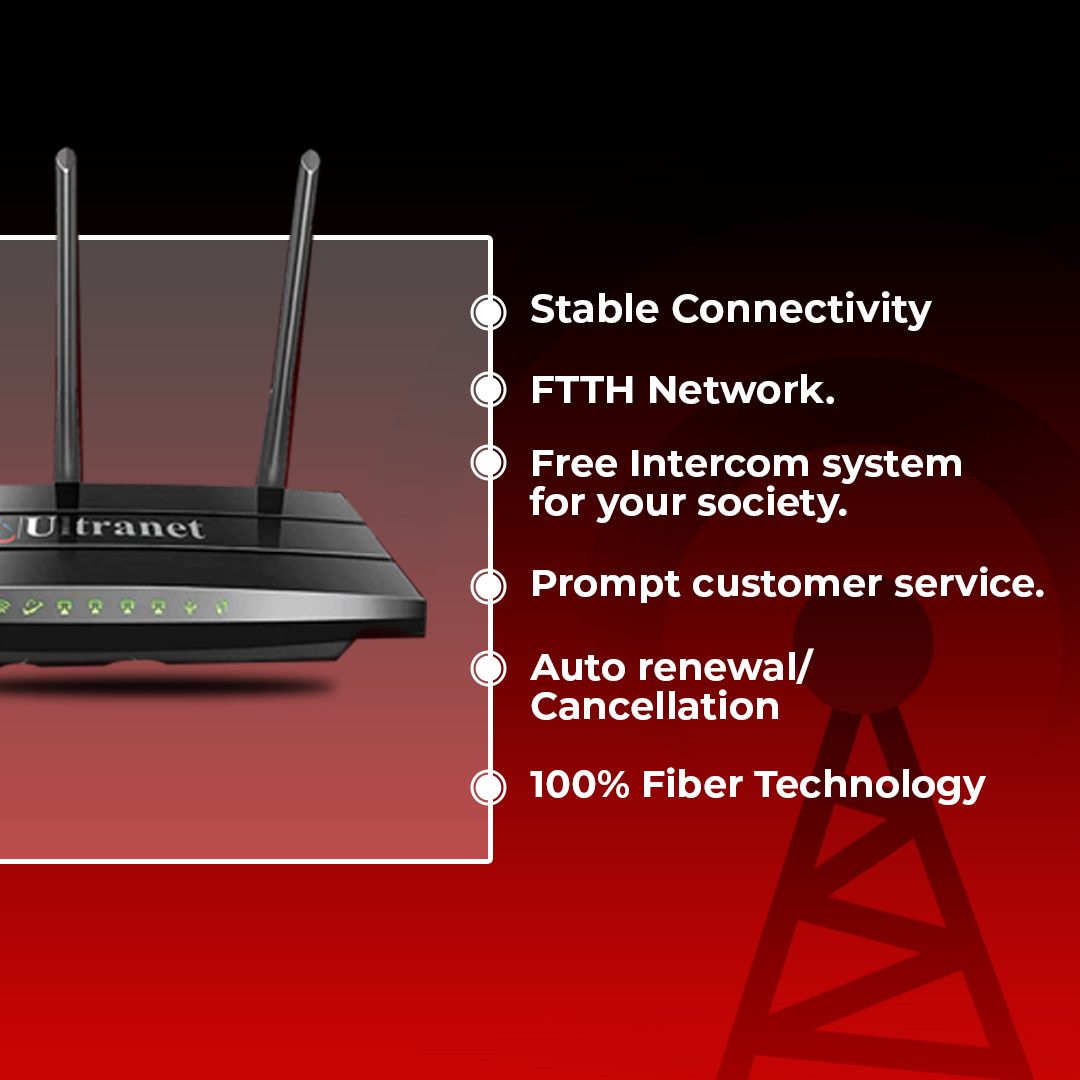 Ultranet
Stable Connectivity
FTTH Network.
Free Intercom system
for your society.
Prompt customer service.
Auto renewal/
Cancellation
100% Fiber Technology